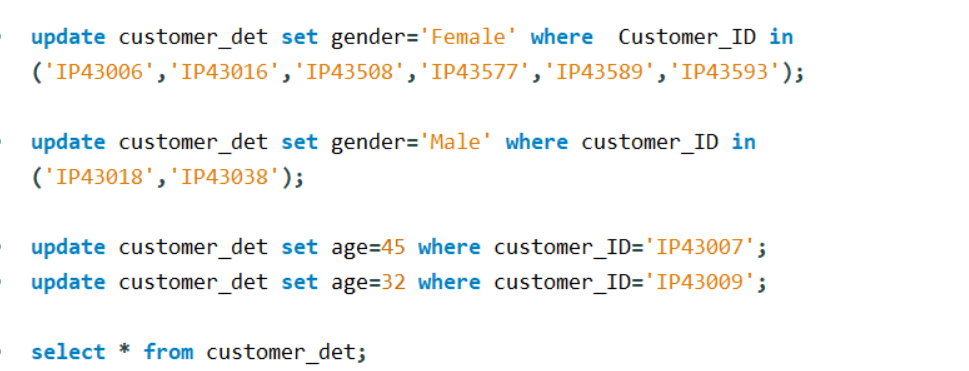 update customer_det set gender='Female' where  Customer_ID in
('IP43006','IP43016','IP43508','IP43577','IP43589','IP43593');
update customer_det set gender='Male' where customer_ID in
('IP43018','IP43038');
update customer_det set age=45 where customer_ID='IP43007';
update customer_det set age=32 where customer_ID='IP43009';
select * from customer_det;